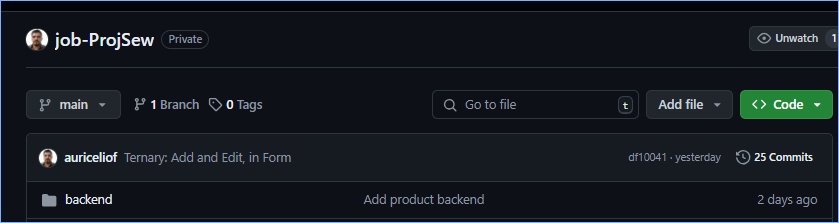 job-ProjSew Private Unwatch 1
main 1 Branch 0 Tags Go to file t Add file Code
auriceliof Ternary: Add and Edit, in Form df10041 · yesterday 25 Commits
backend Add product backend 2 days ago